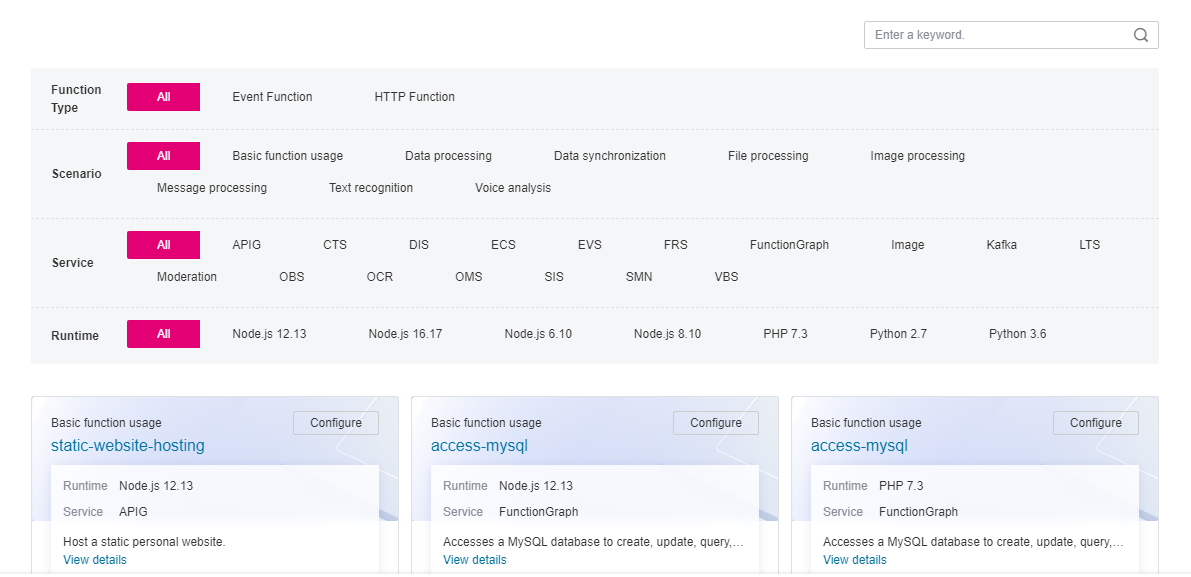 Enter a keyword.
Function Type
All Event Function HTTP Function
Scenario
All Basic function usage Data processing Data synchronization File processing Image processing
Message processing Text recognition Voice analysis
Service
All APIG CTS DIS ECS EVS FRS FunctionGraph Image Kafka LTS
Moderation OBS OCR OMS SIS SMN VBS
Runtime All Node.js 12.13 Node.js 16.17 Node.js 6.10 Node.js 8.10 PHP 7.3 Python 2.7 Python 3.6
Basic function usage Configure
static-website-hosting
Runtime Node.js 12.13
Service APIG
Host a static personal website.
View details
Basic function usage Configure
access-mysql
Runtime Node.js 12.13
Service FunctionGraph
Accesses a MySQL database to create, update, query,...
View details
Basic function usage Configure
access-mysql
Runtime PHP 7.3
Service FunctionGraph
Accesses a MySQL database to create, update, query,...
View details